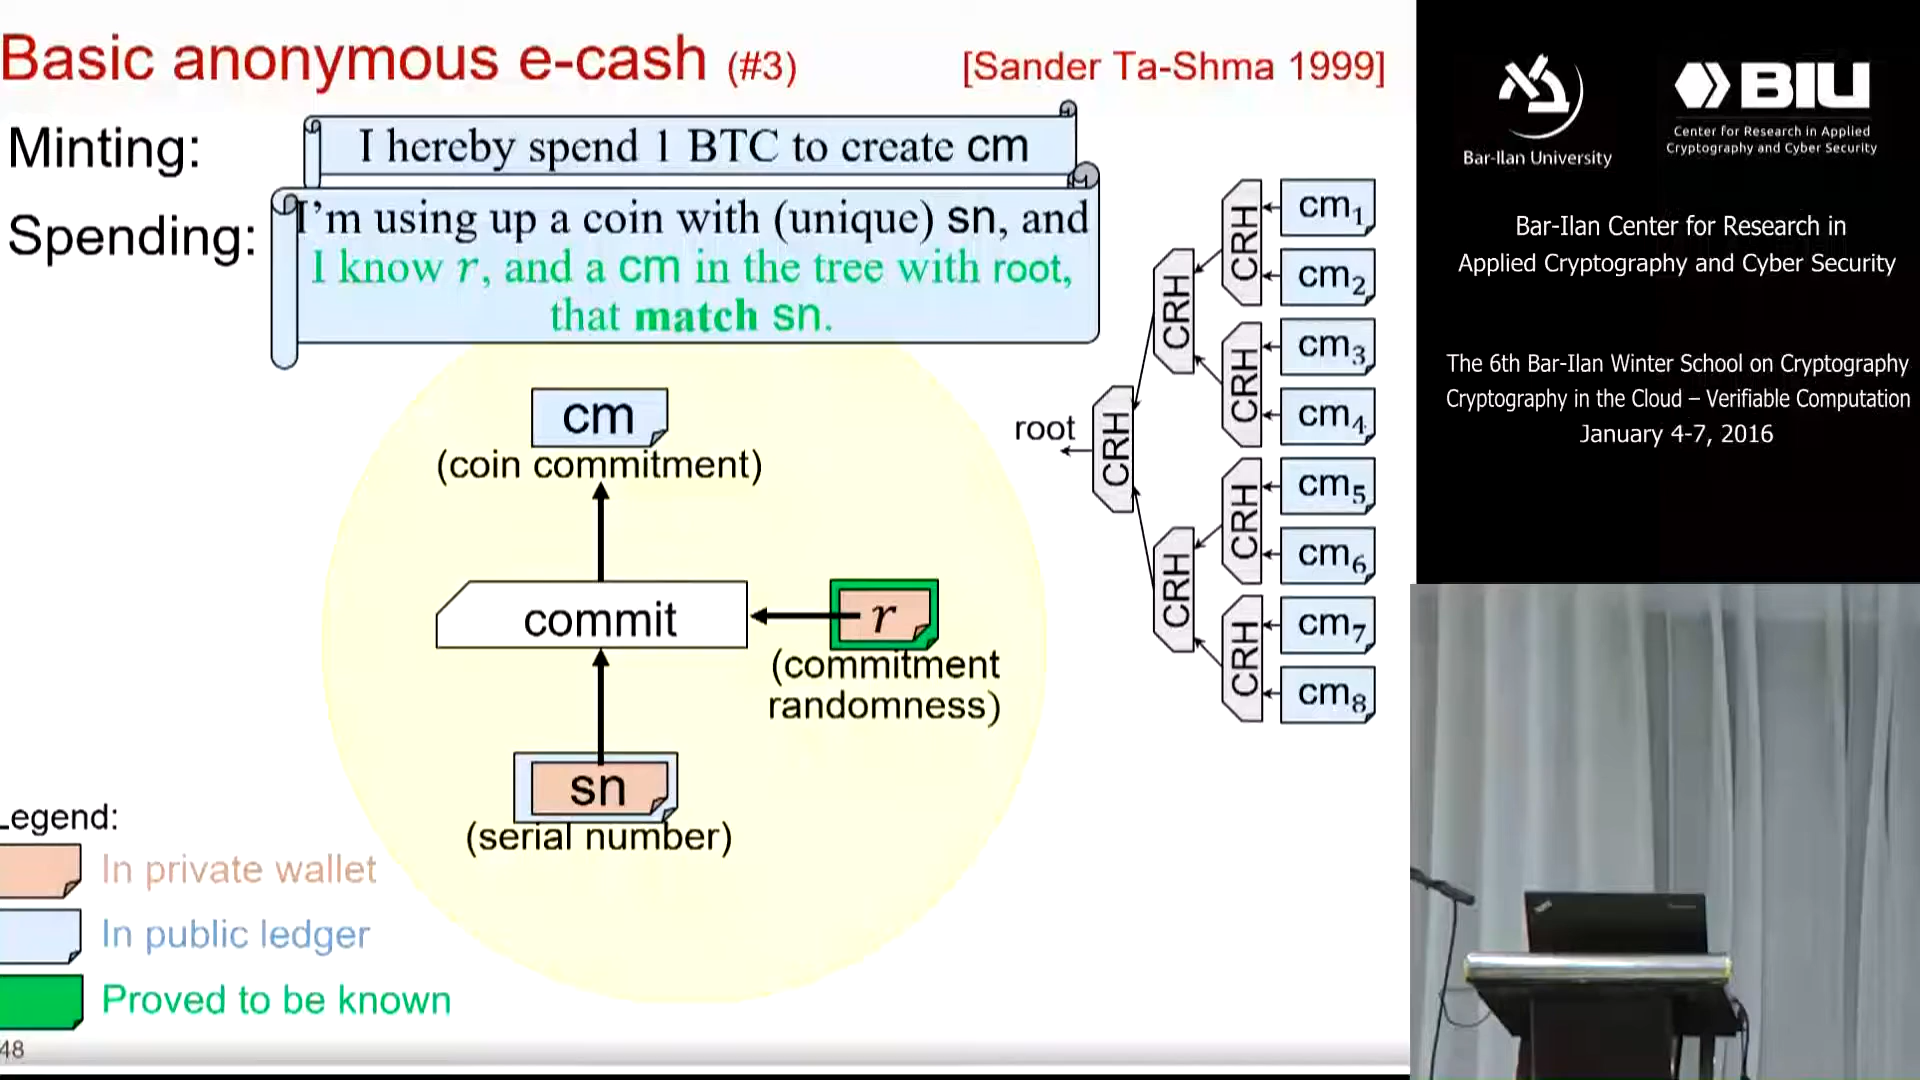 Basic anonymous e-cash (#3)
[Sander Ta-Shma 1999]
Minting:
I hereby spend 1 BTC to create cm
Spending:
I'm using up a coin with (unique) sn, and
I know r, and a cm in the tree with root,
that match sn.
cm
(coin commitment)
commit
r
(commitment
randomness)
sn
(serial number)
root
CRH
CRH
CRH
CRH
CRH
CRH
CRH
cm1
cm2
cm3
cm4
cm5
cm6
cm7
cm8
Legend:
In private wallet
In public ledger
Proved to be known
48
Bar-Ilan University
BIU
Center for Research in Applied
Cryptography and Cyber Security
Bar-Ilan Center for Research in
Applied Cryptography and Cyber Security
The 6th Bar-Ilan Winter School on Cryptography
Cryptography in the Cloud – Verifiable Computation
January 4-7, 2016